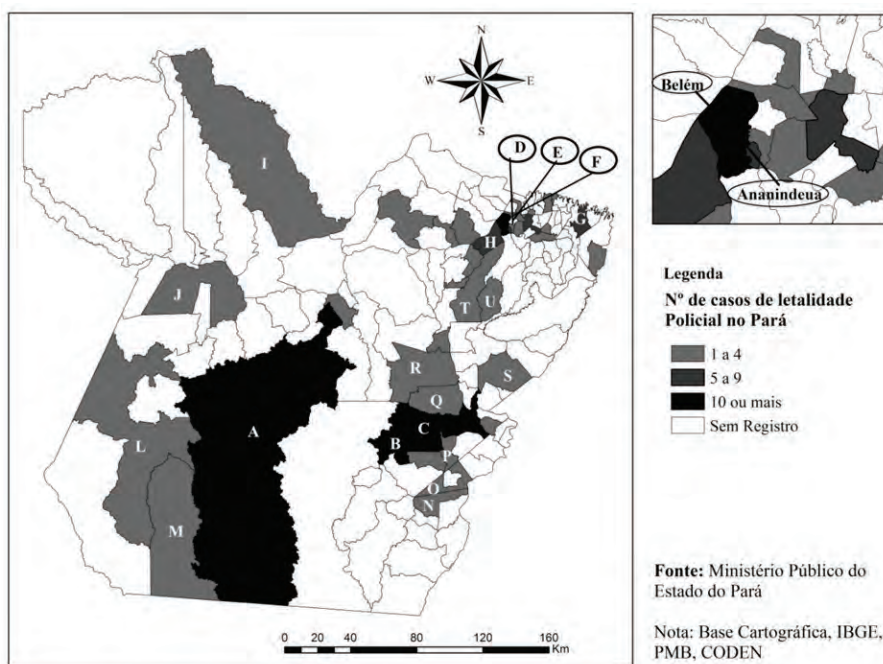 N
W
E
S
D
E
F
I
G
H
J
T
U
R
S
Q
A
C
B
L
P
O
N
M
0
20
40
80
120
160
Km
Belém
Ananindeua
Legenda
Nº de casos de letalidade
Policial no Pará
1 a 4
5 a 9
10 ou mais
Sem Registro
Fonte: Ministério Público do
Estado do Pará
Nota: Base Cartográfica, IBGE,
PMB, CODEN